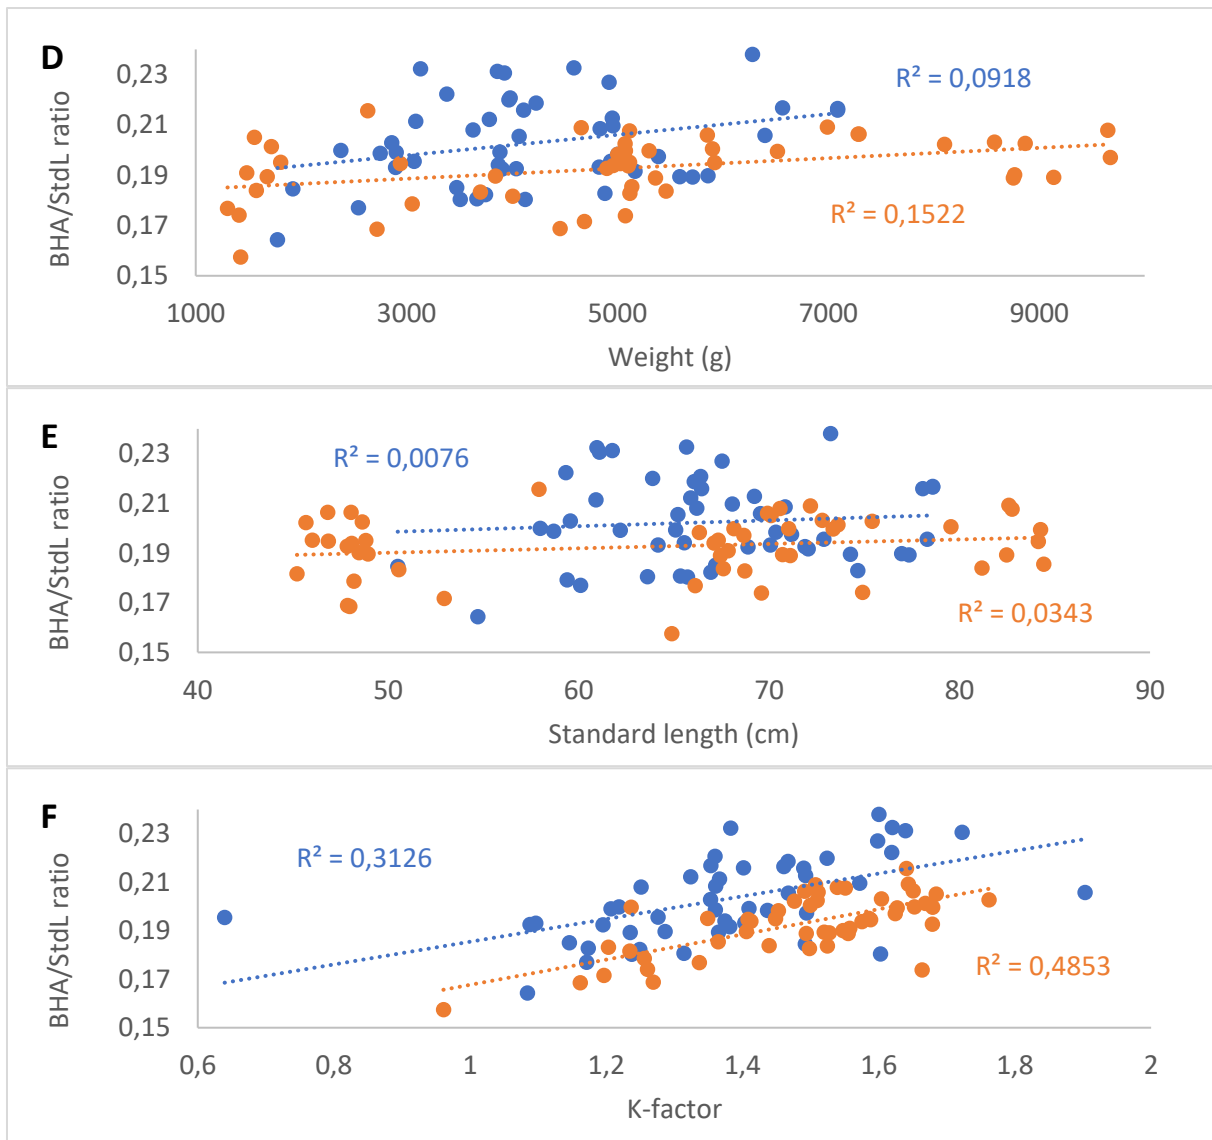 D
BHA/StdL ratio
0,23
0,21
0,19
0,17
0,15
R² = 0,0918
R² = 0,1522
1000 3000 5000 7000 9000
Weight (g)
E
BHA/StdL ratio
0,23
0,21
0,19
0,17
0,15
R² = 0,0076
R² = 0,0343
40 50 60 70 80 90
Standard length (cm)
F
BHA/StdL ratio
0,23
0,21
0,19
0,17
0,15
R² = 0,3126
R² = 0,4853
0,6 0,8 1 1,2 1,4 1,6 1,8 2
K-factor